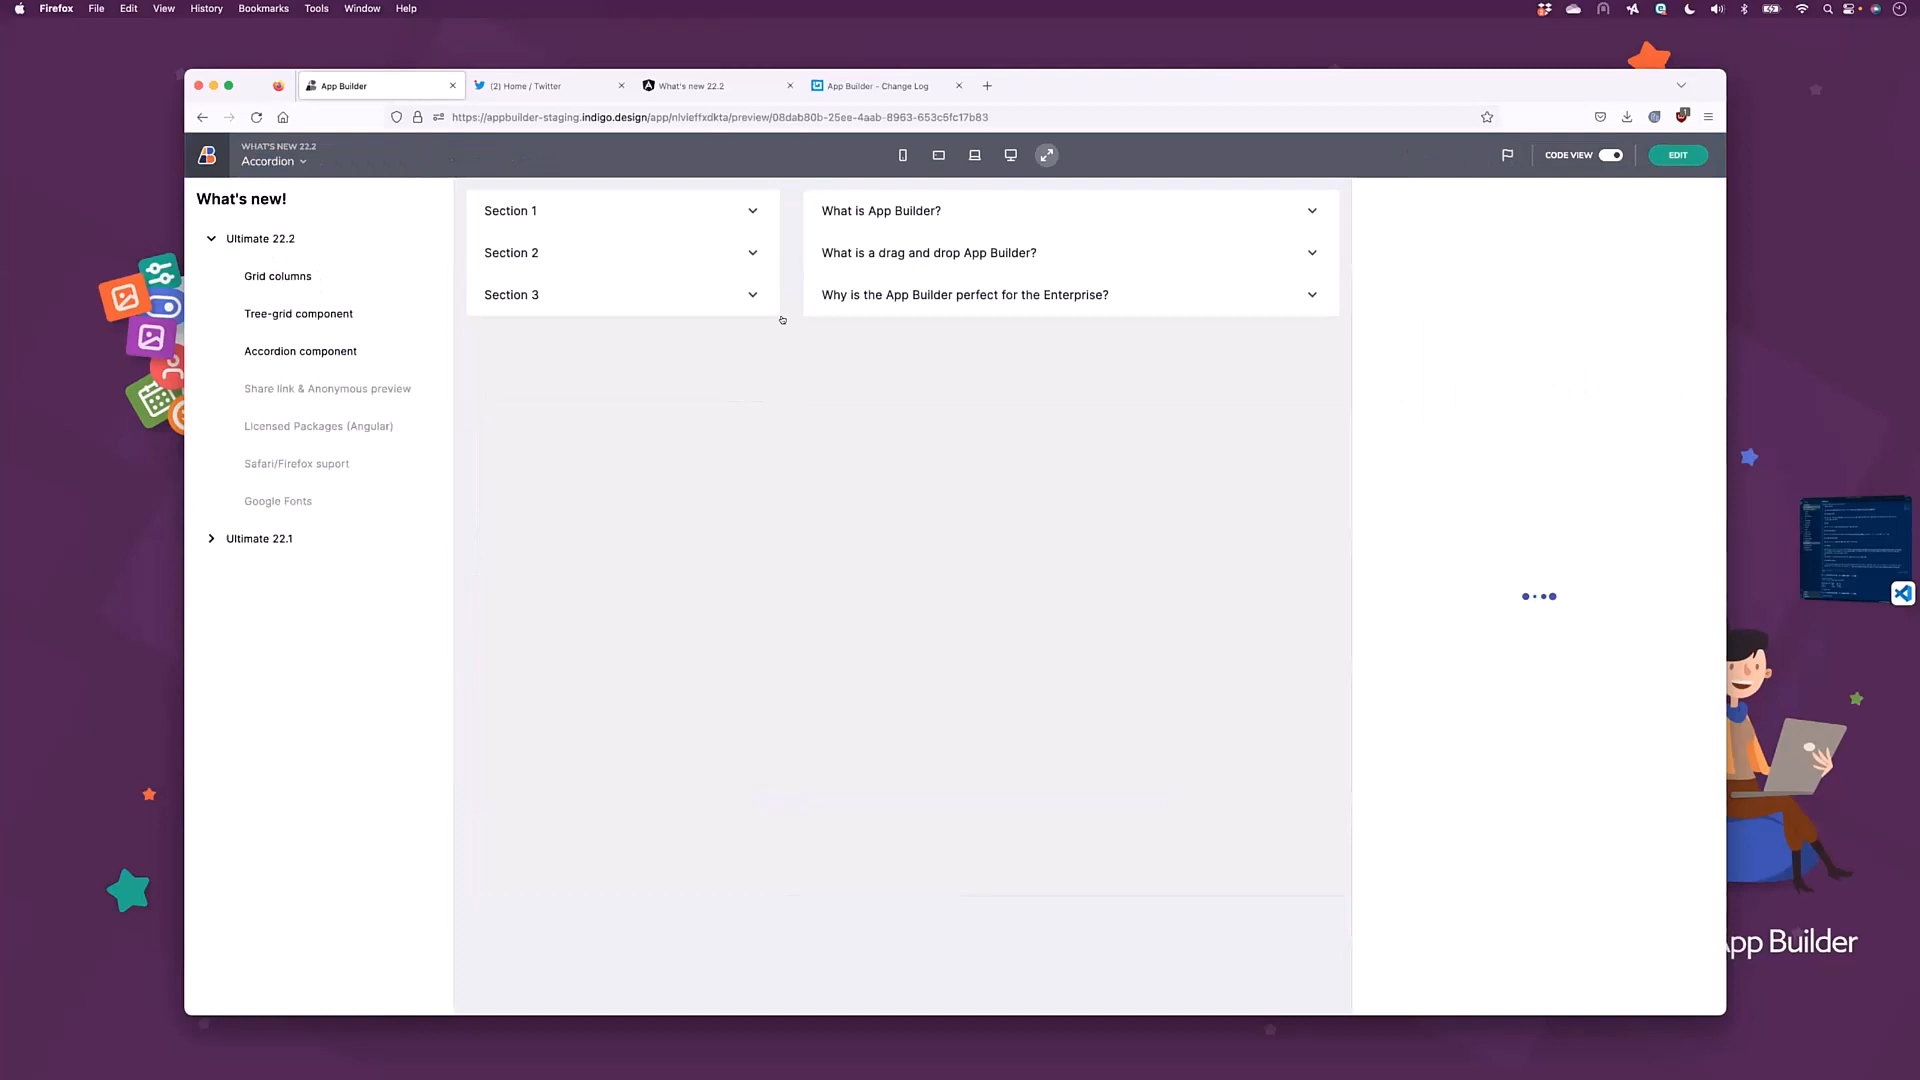 Firefox File Edit View History Bookmarks Tools Window Help
App Builder
(2) Home / Twitter
What's new 22.2
App Builder - Change Log
https://appbuilder-staging.indigo.design/app/nlvieffxdkta/preview/08dab80b-25ee-4aab-8963-653c5fc17b83
WHAT'S NEW 22.2
Accordion
CODE VIEW
EDIT
What's new!
Ultimate 22.2
Grid columns
Tree-grid component
Accordion component
Share link & Anonymous preview
Licensed Packages (Angular)
Safari/Firefox suport
Google Fonts
Ultimate 22.1
Section 1
Section 2
Section 3
What is App Builder?
What is a drag and drop App Builder?
Why is the App Builder perfect for the Enterprise?
pp Builder